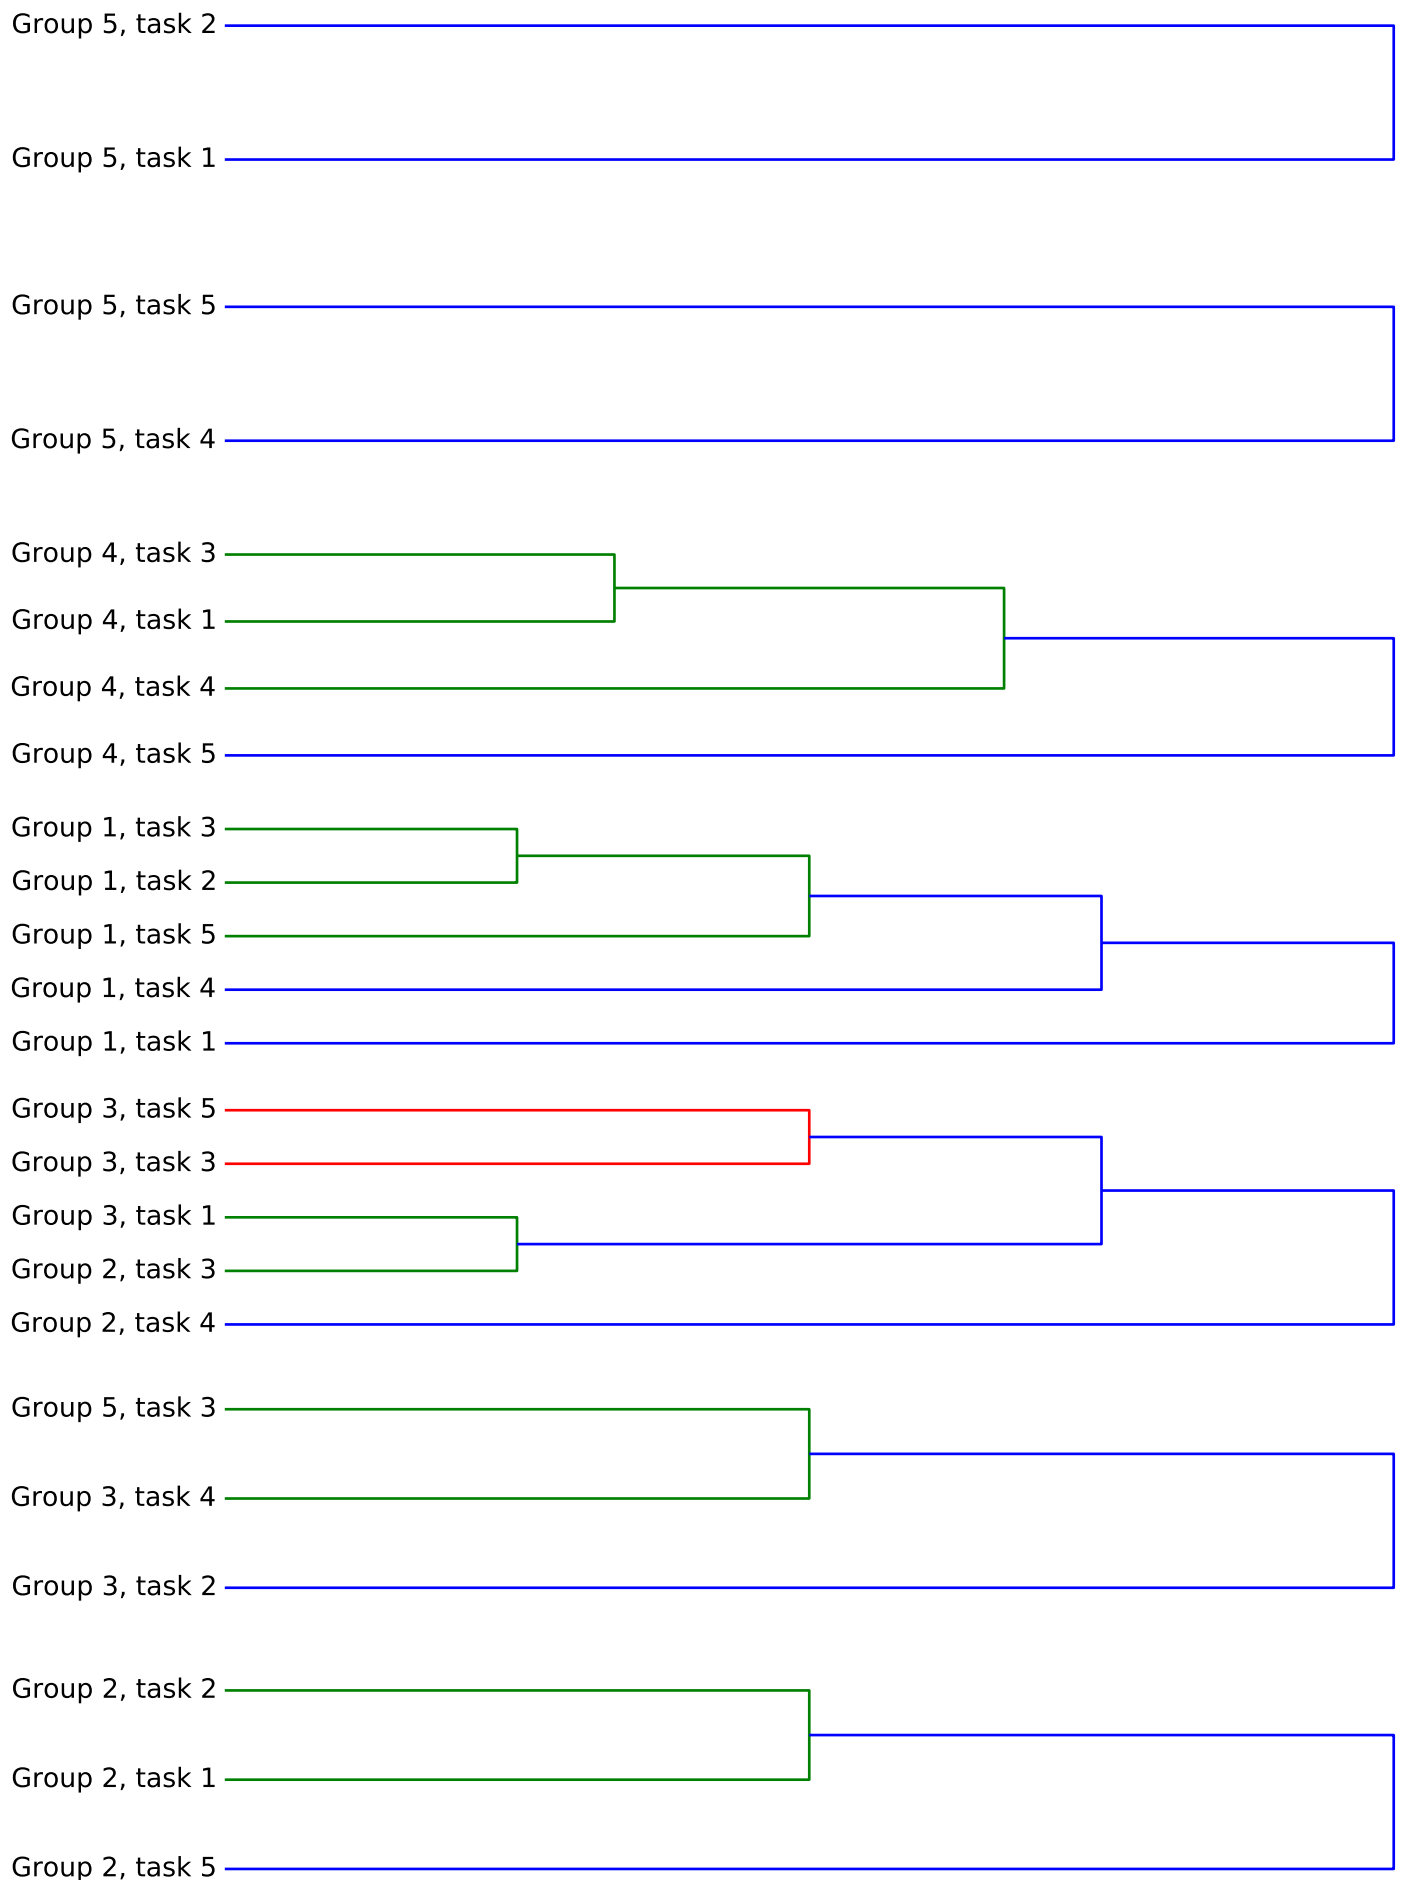 Group 5, task 2
Group 5, task 1
Group 5, task 5
Group 5, task 4
Group 4, task 3
Group 4, task 1
Group 4, task 4
Group 4, task 5
Group 1, task 3
Group 1, task 2
Group 1, task 5
Group 1, task 4
Group 1, task 1
Group 3, task 5
Group 3, task 3
Group 3, task 1
Group 2, task 3
Group 2, task 4
Group 5, task 3
Group 3, task 4
Group 3, task 2
Group 2, task 2
Group 2, task 1
Group 2, task 5